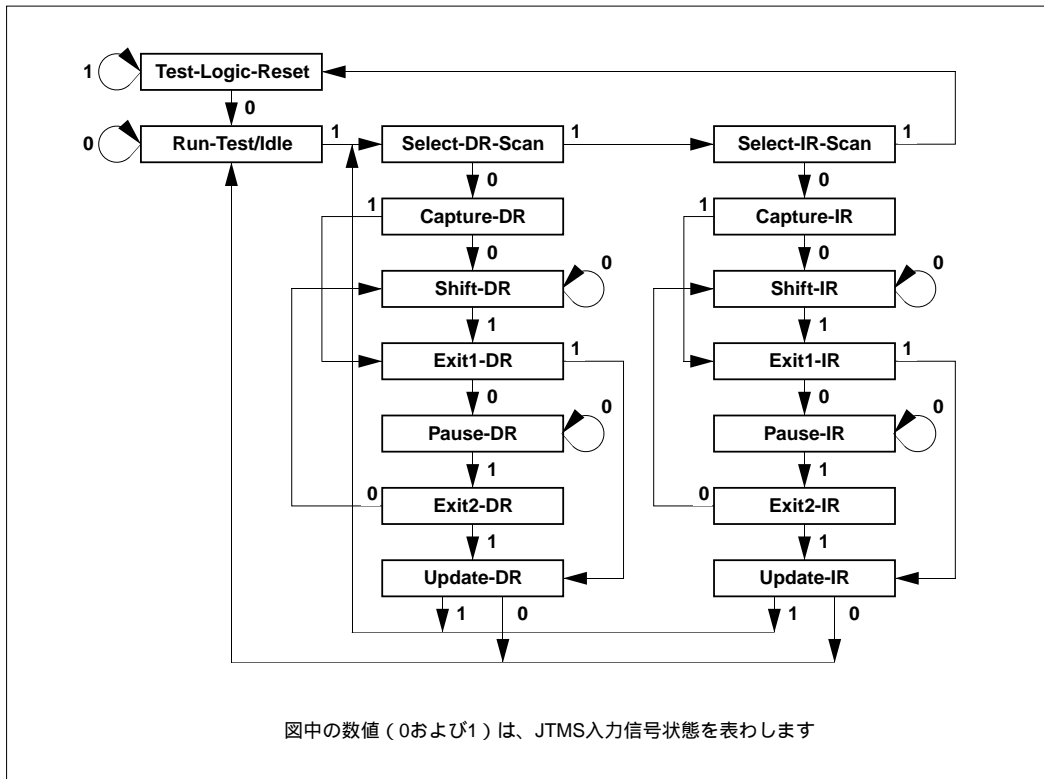 1 Test-Logic-Reset
0
0 Run-Test/Idle 1 Select-DR-Scan 1 Select-IR-Scan 1
0 0
1 Capture-DR 1 Capture-IR
0 0 0 0
Shift-DR Shift-IR
1 1
Exit1-DR 1 Exit1-IR 1
0 0 0 0
Pause-DR Pause-IR
1 1
0 Exit2-DR 0 Exit2-IR
1 1
Update-DR Update-IR
1 0 1 0
図中の数値（0および1）は、JTMS入力信号状態を表わします